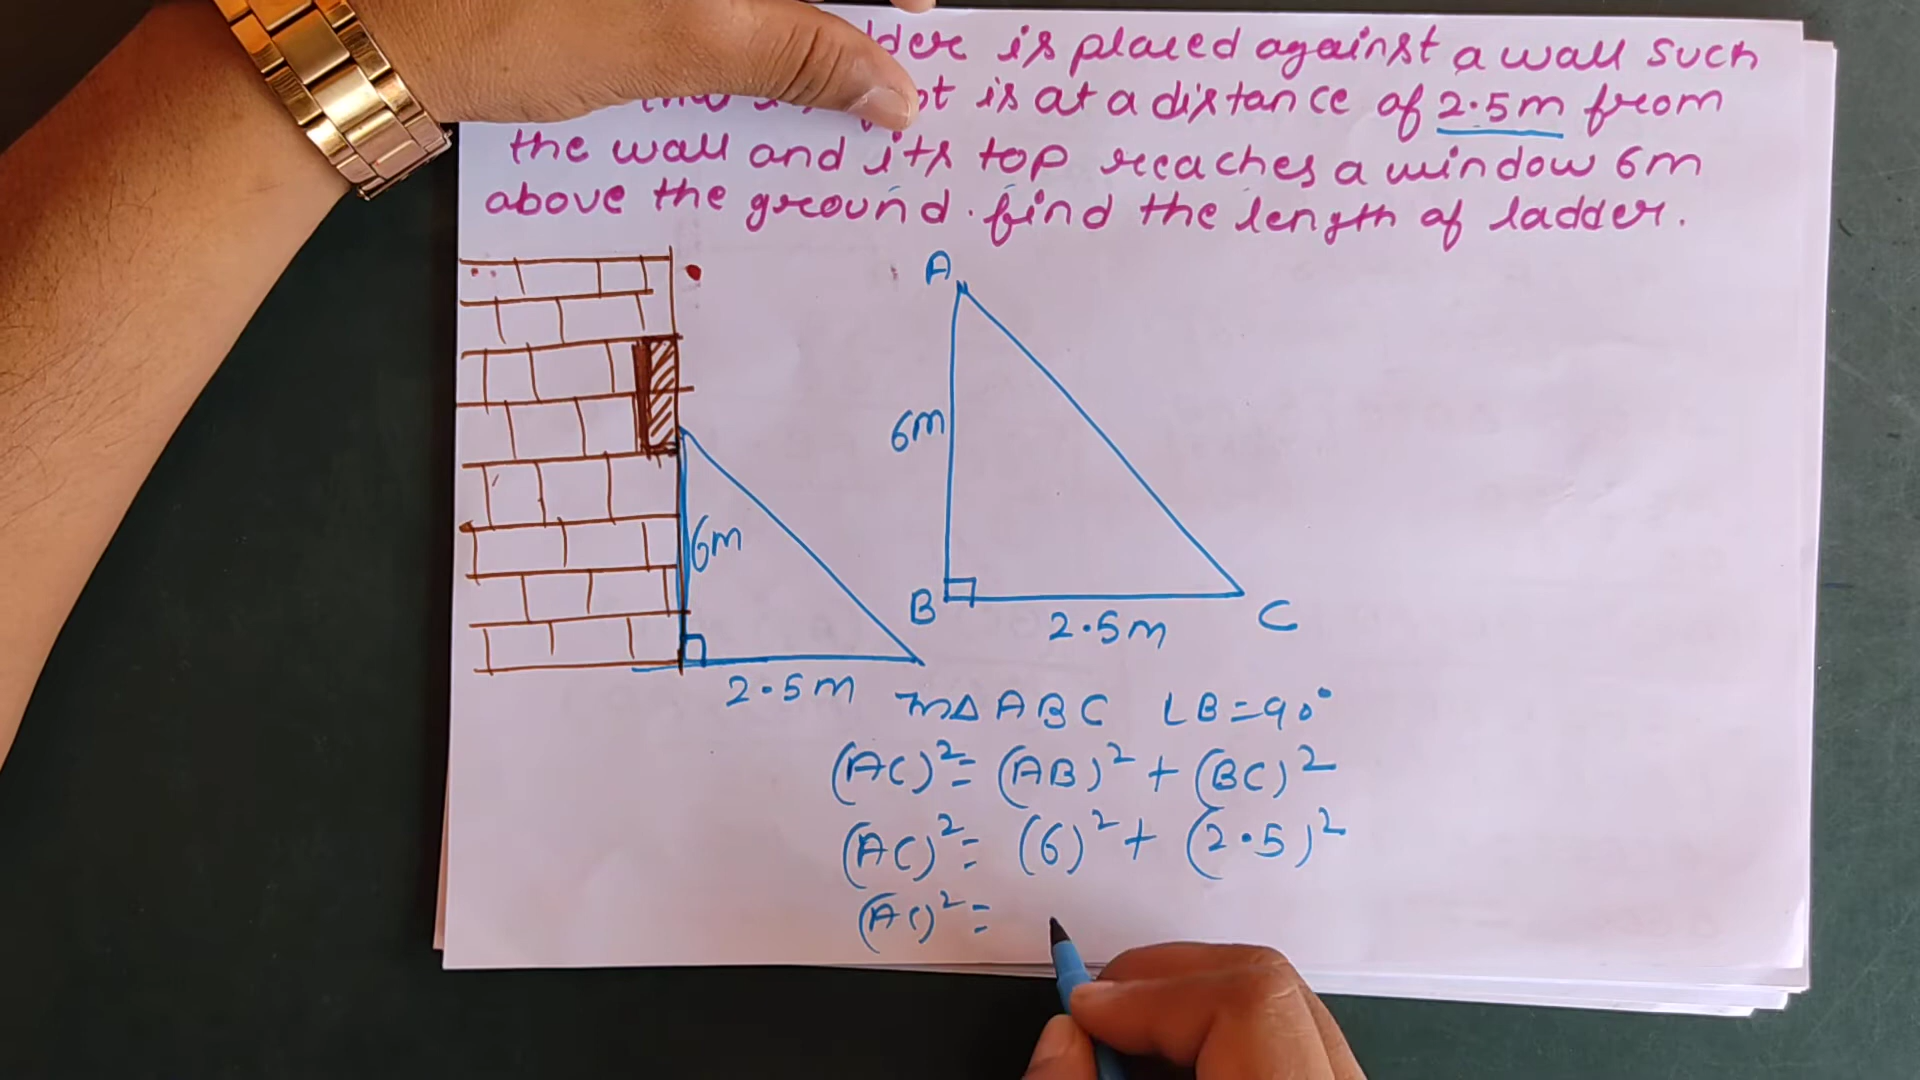 is placed against a wall such
is at a distance of 2.5m from
the wall and its top reaches a window 6m
above the ground. find the length of ladder.
A
6m
6m
B
C
2.5m
2.5m
In △ ABC ∠B=90°
(AC)²= (AB)² + (BC)²
(AC)²= (6)² + (2.5)²
(AC)² =